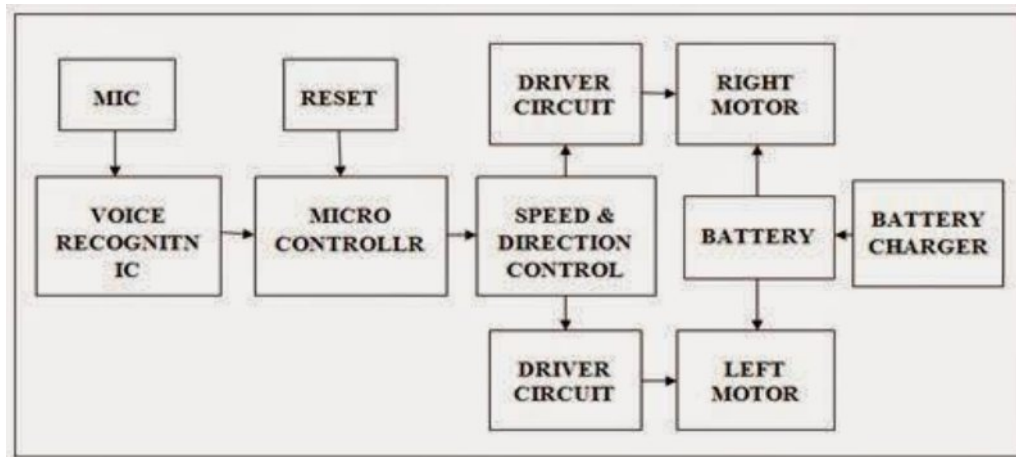 MIC
RESET
DRIVER
CIRCUIT
RIGHT
MOTOR
VOICE
RECOGNITN
IC
MICRO
CONTROLLR
SPEED &
DIRECTION
CONTROL
BATTERY
BATTERY
CHARGER
DRIVER
CIRCUIT
LEFT
MOTOR